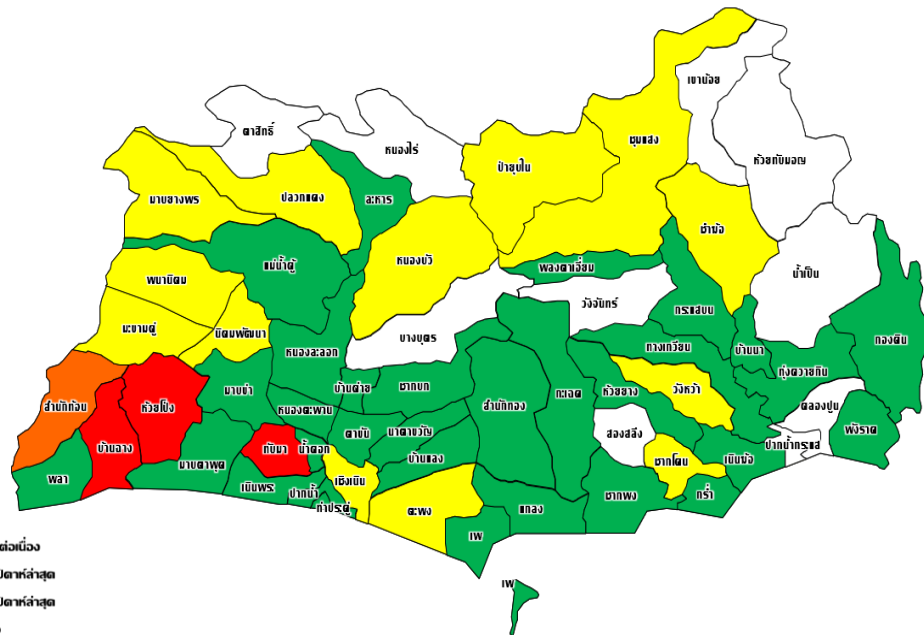 เขาน้อย
ตาสิทธิ์
หนองไร่
ชุมแสง
ห้วยทับมอญ
ป่ายุบใน
มาบยางพร
ปลวกแดง
ละหาร
ชำฆ้อ
หนองบัว
แม่น้ำคู้
พลงตาเอี่ยม
น้ำเป็น
พนานิคม
วังจันทร์
กระแสบน
กองดิน
มะขามคู่
นิคมพัฒนา
บางบุตร
ทางเกวียน
บ้านนา
หนองละลอก
ทุ่งควายกิน
มาบข่า
บ้านค่าย
ชากบก
กะเฉด
ห้วยยาง
วังหว้า
คลองปูน
สำนักท้อน
ห้วยโป่ง
หนองตะพาน
สำนักทอง
สองสลึง
พังราด
ตาขัน
นาตาขวัญ
บ้านฉาง
ทับมา
น้ำคอก
บ้านแลง
ชากโดน
เนินฆ้อ
ปากน้ำกระแส
พลา
มาบตาพุด
เชิงเนิน
เนินพระ
ปากน้ำ
ท่าประดู่
ตะพง
แกลง
ชากพง
กร่ำ
เพ
ต่อเนื่อง
ปดาห์ล่าสุด
เพ
ปดาห์ล่าสุด